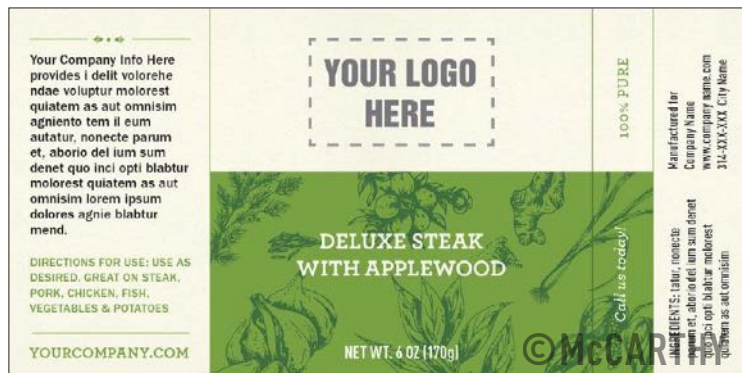 Your Company Info Here
provides i delit volorehe
ndae voluptur molorest
quiatem as aut omnisim
agniento tem il eum
autatur, nonecte parum
et, aborio del ium sum
denet quo inci opti blabtur
molorest quiatem as aut
omnisim lorem ipsum
dolores agnie blabtur
mend.
DIRECTIONS FOR USE: USE AS
DESIRED. GREAT ON STEAK,
PORK, CHICKEN, FISH,
VEGETABLES & POTATOES
YOURCOMPANY.COM
YOUR LOGO
HERE
DELUXE STEAK
WITH APPLEWOOD
NET WT. 6 OZ (170g)
100% PURE
Call us today!
Manufactured for
Company Name
www.company name.com
314-XXX-XXX City Name
INGREDIENTS: tatur, nonecte
parum et, aborio del ium sum denet
quo inci opti blabtur molorest
quiatem as aut omnisim
©McCARTHY